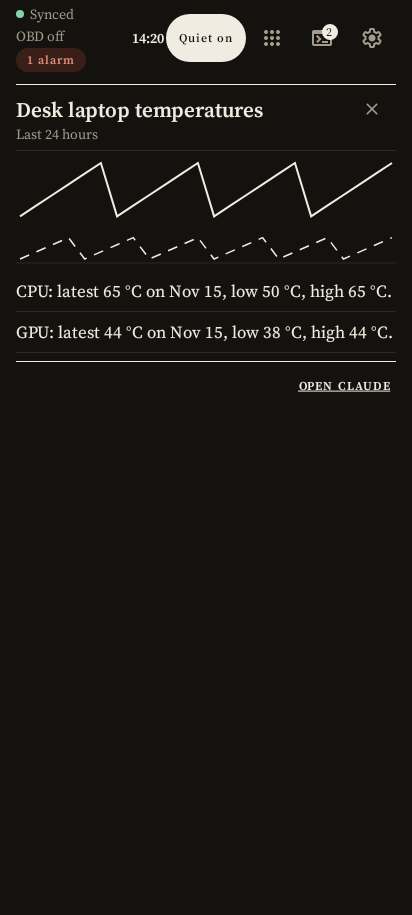 Synced
OBD off
1 alarm
14:20
Quiet on
2
Desk laptop temperatures
Last 24 hours
CPU: latest 65 °C on Nov 15, low 50 °C, high 65 °C.
GPU: latest 44 °C on Nov 15, low 38 °C, high 44 °C.
OPEN CLAUDE